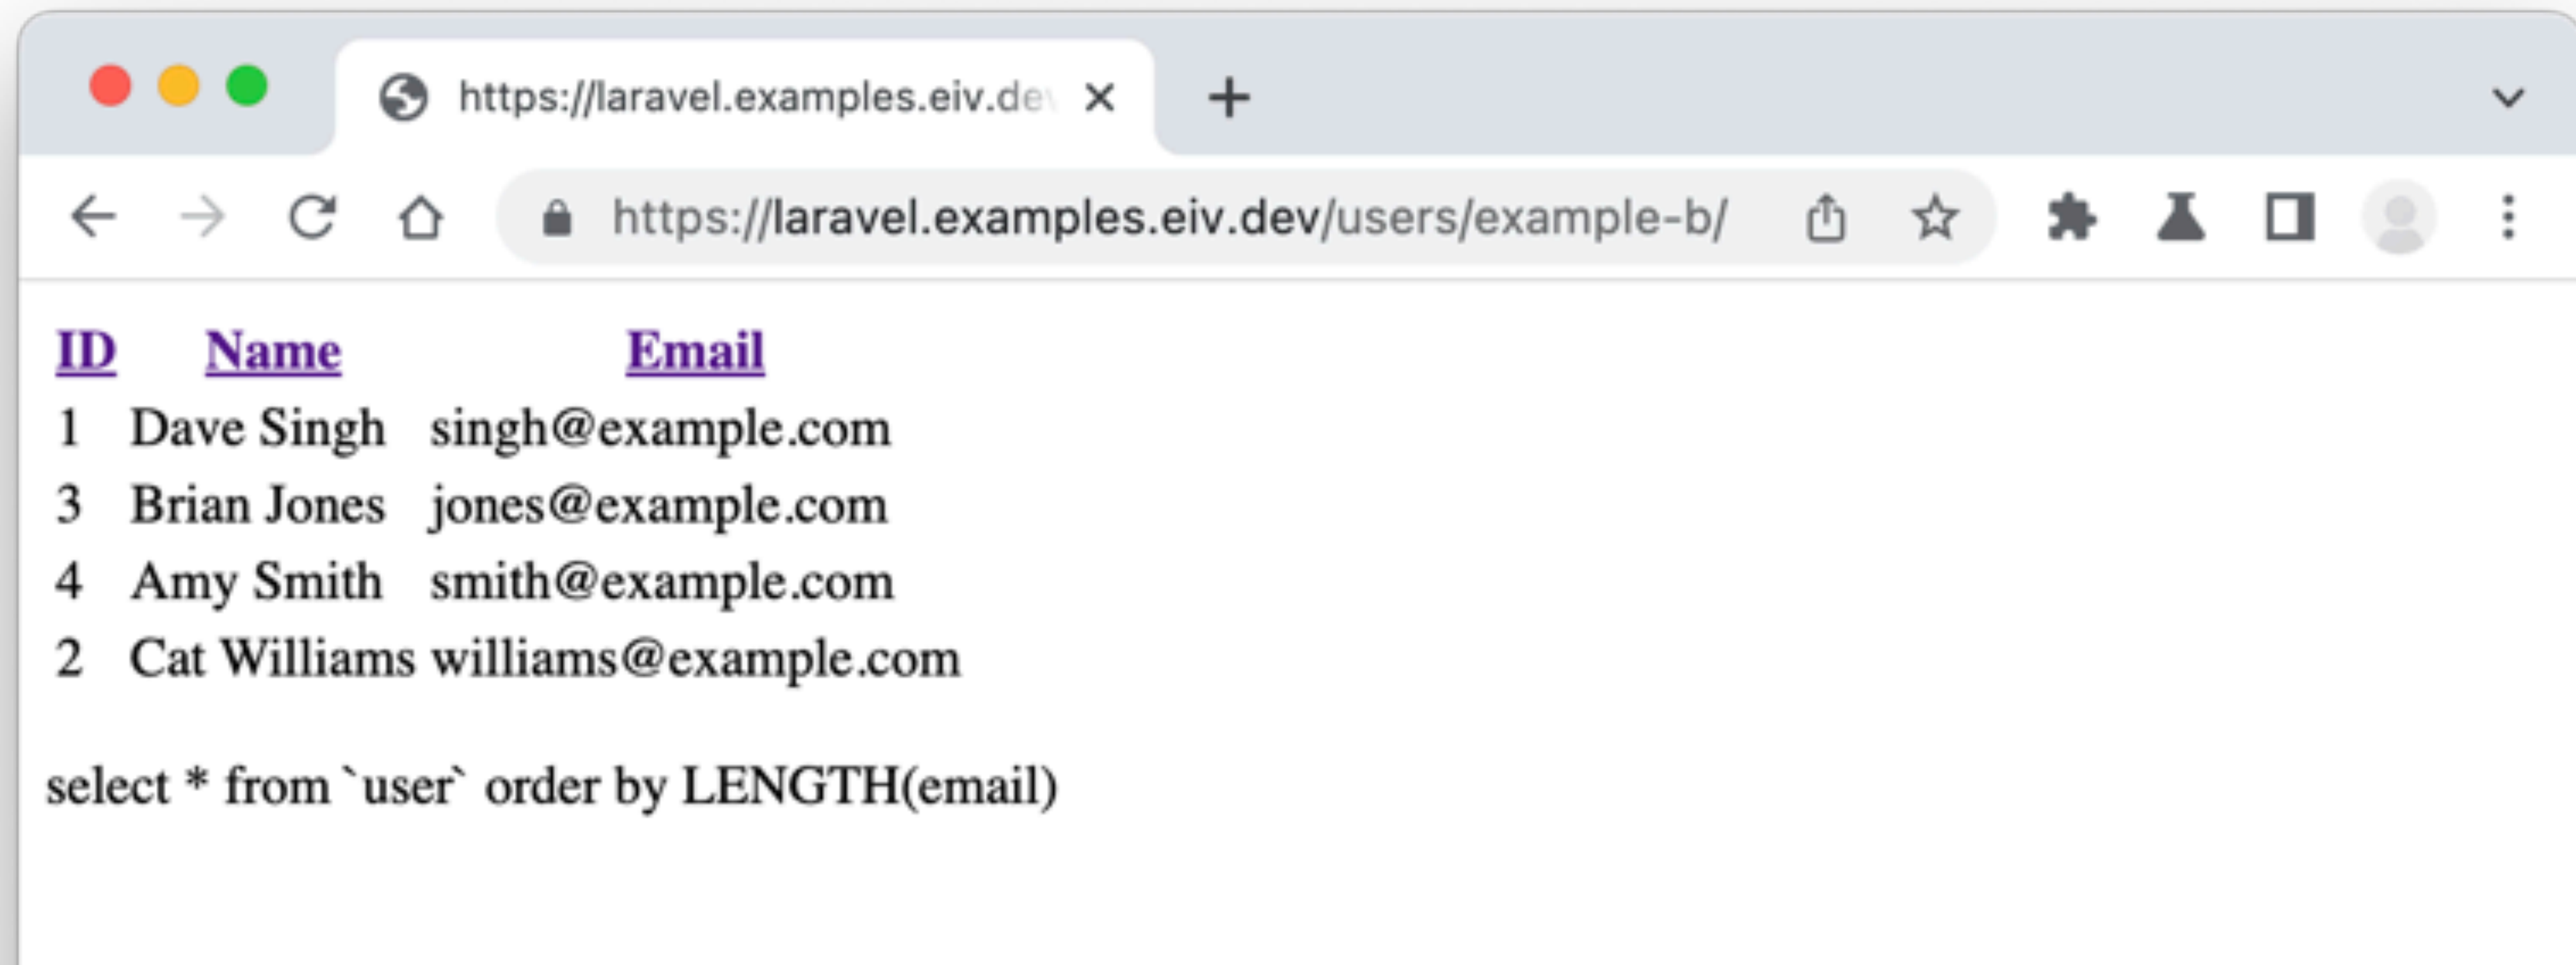 https://laravel.examples.eiv.dev
https://laravel.examples.eiv.dev/users/example-b/
ID Name Email
1 Dave Singh singh@example.com
3 Brian Jones jones@example.com
4 Amy Smith smith@example.com
2 Cat Williams williams@example.com
select * from `user` order by LENGTH(email)